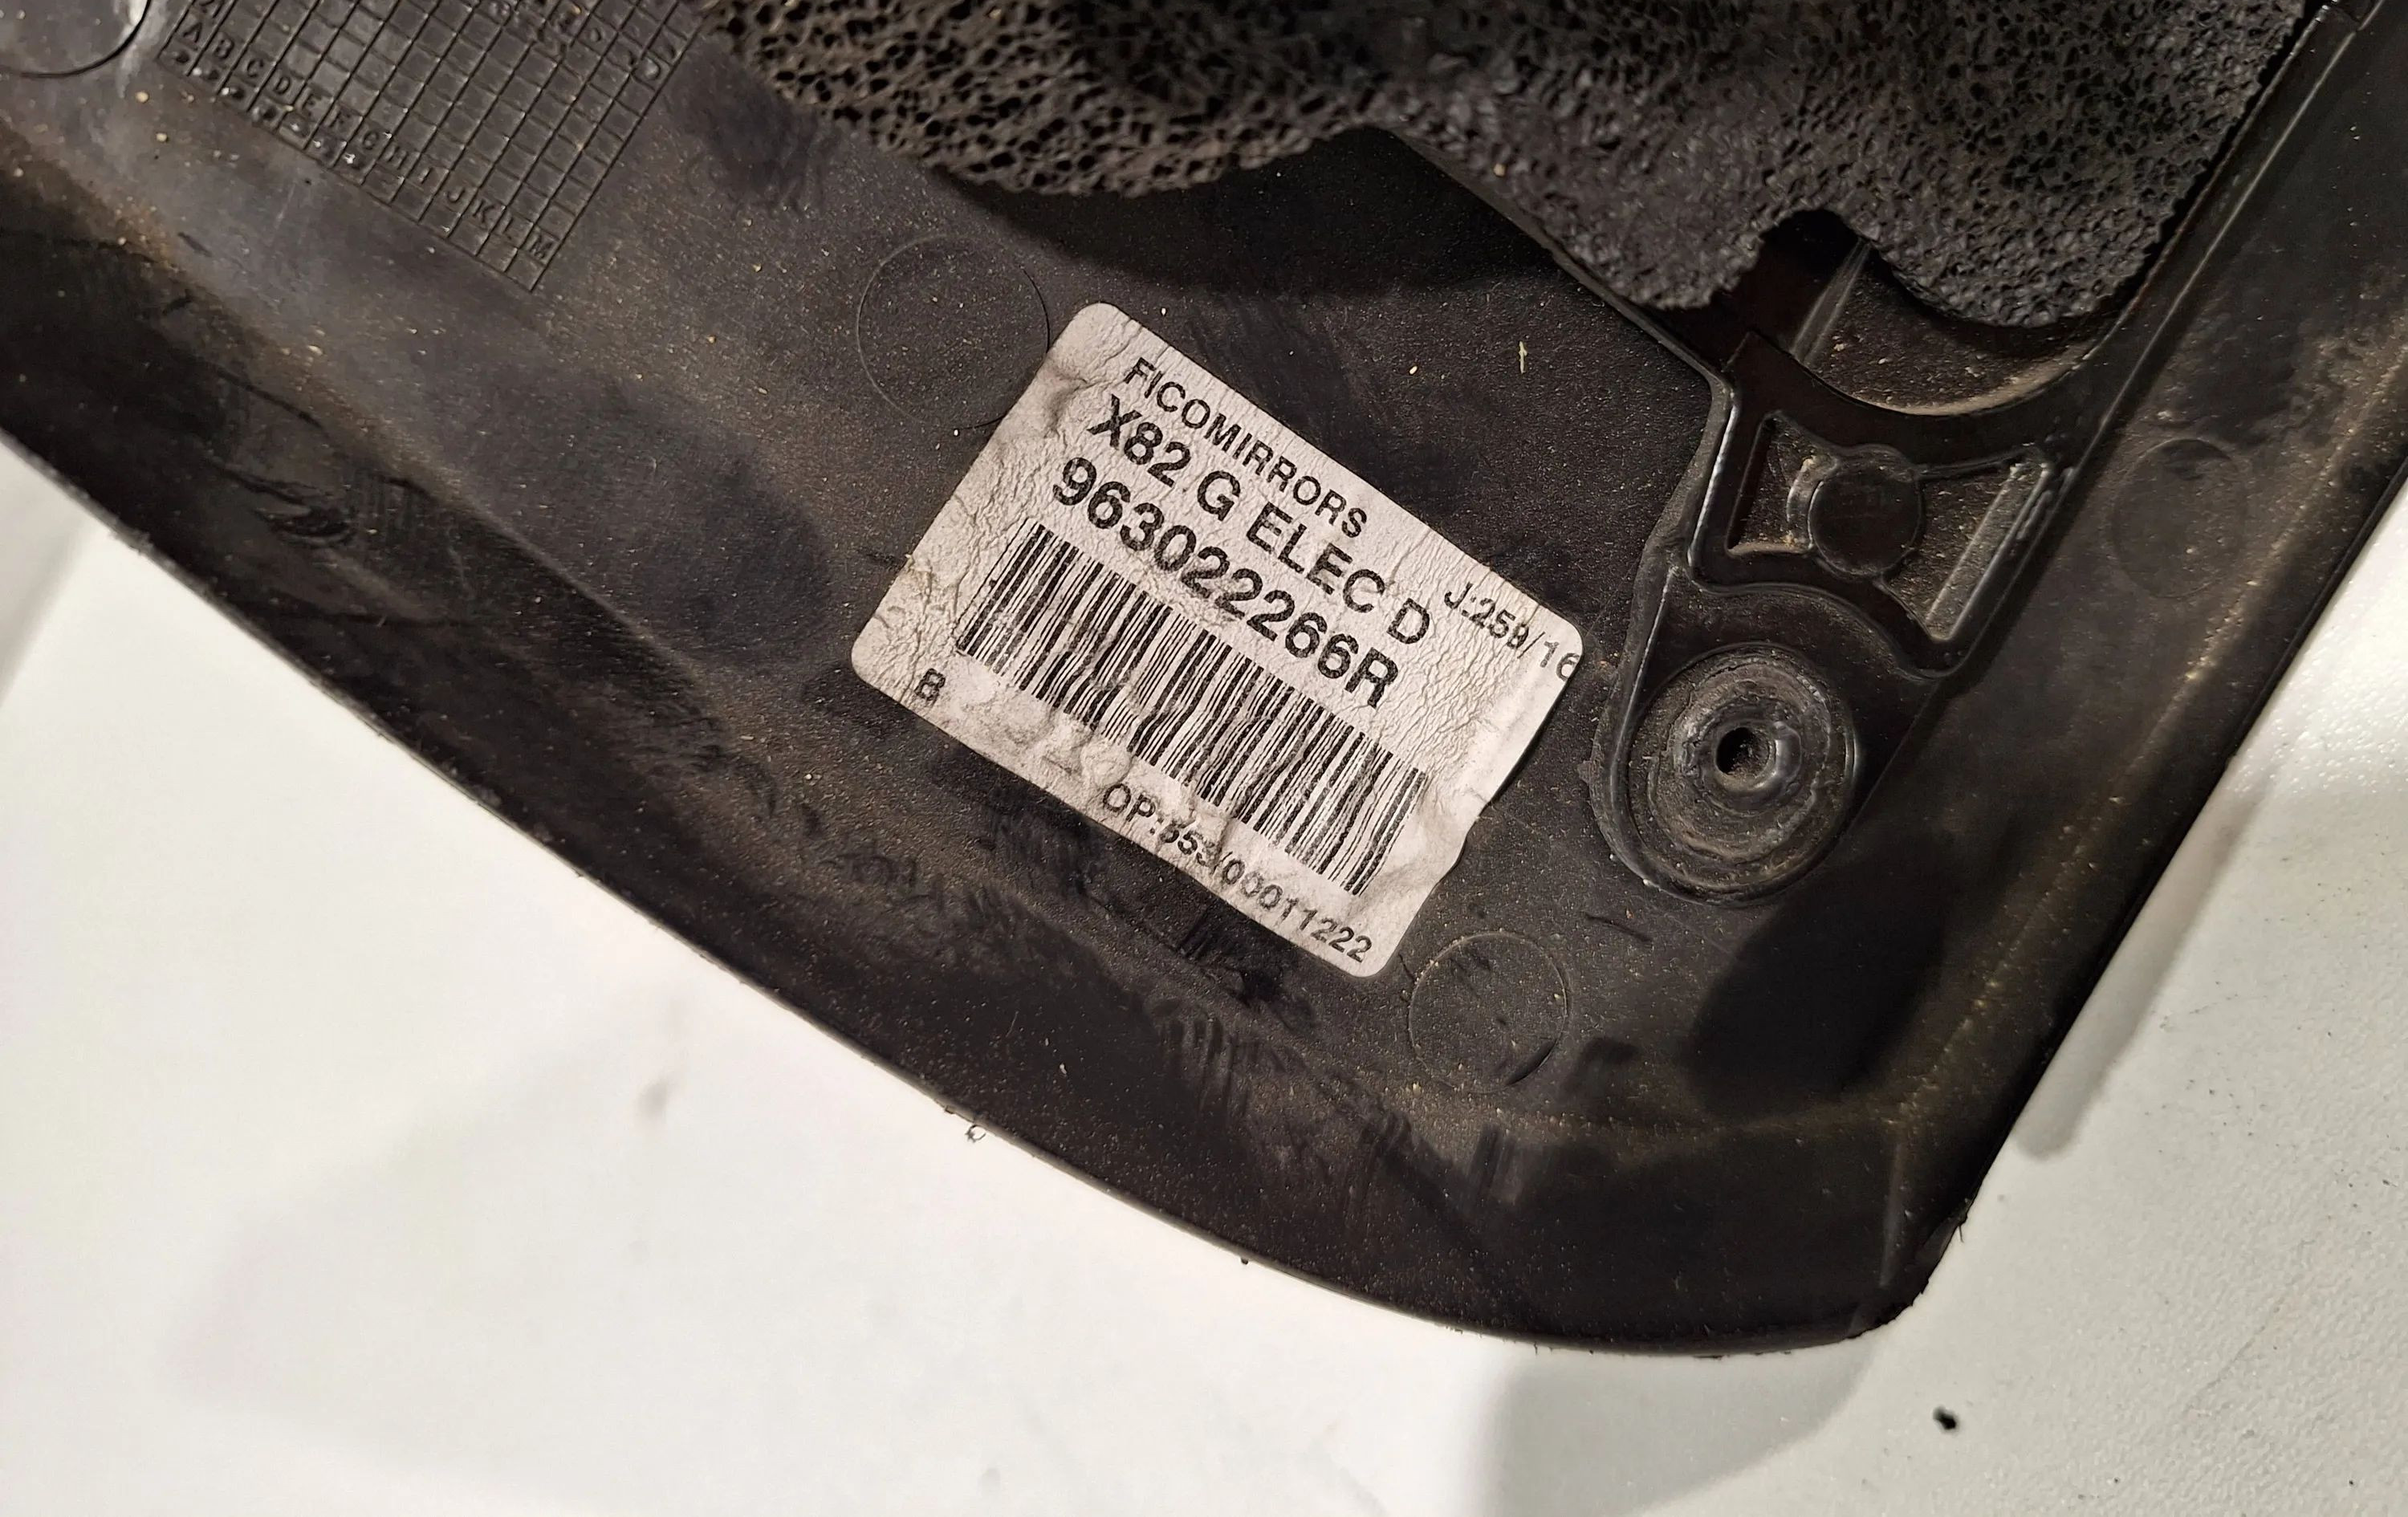 A B C D E F G H I J K L M
FICOMIRRORS
X82 G ELEC D J:259/16
963022266R
B
OP:553/00011222